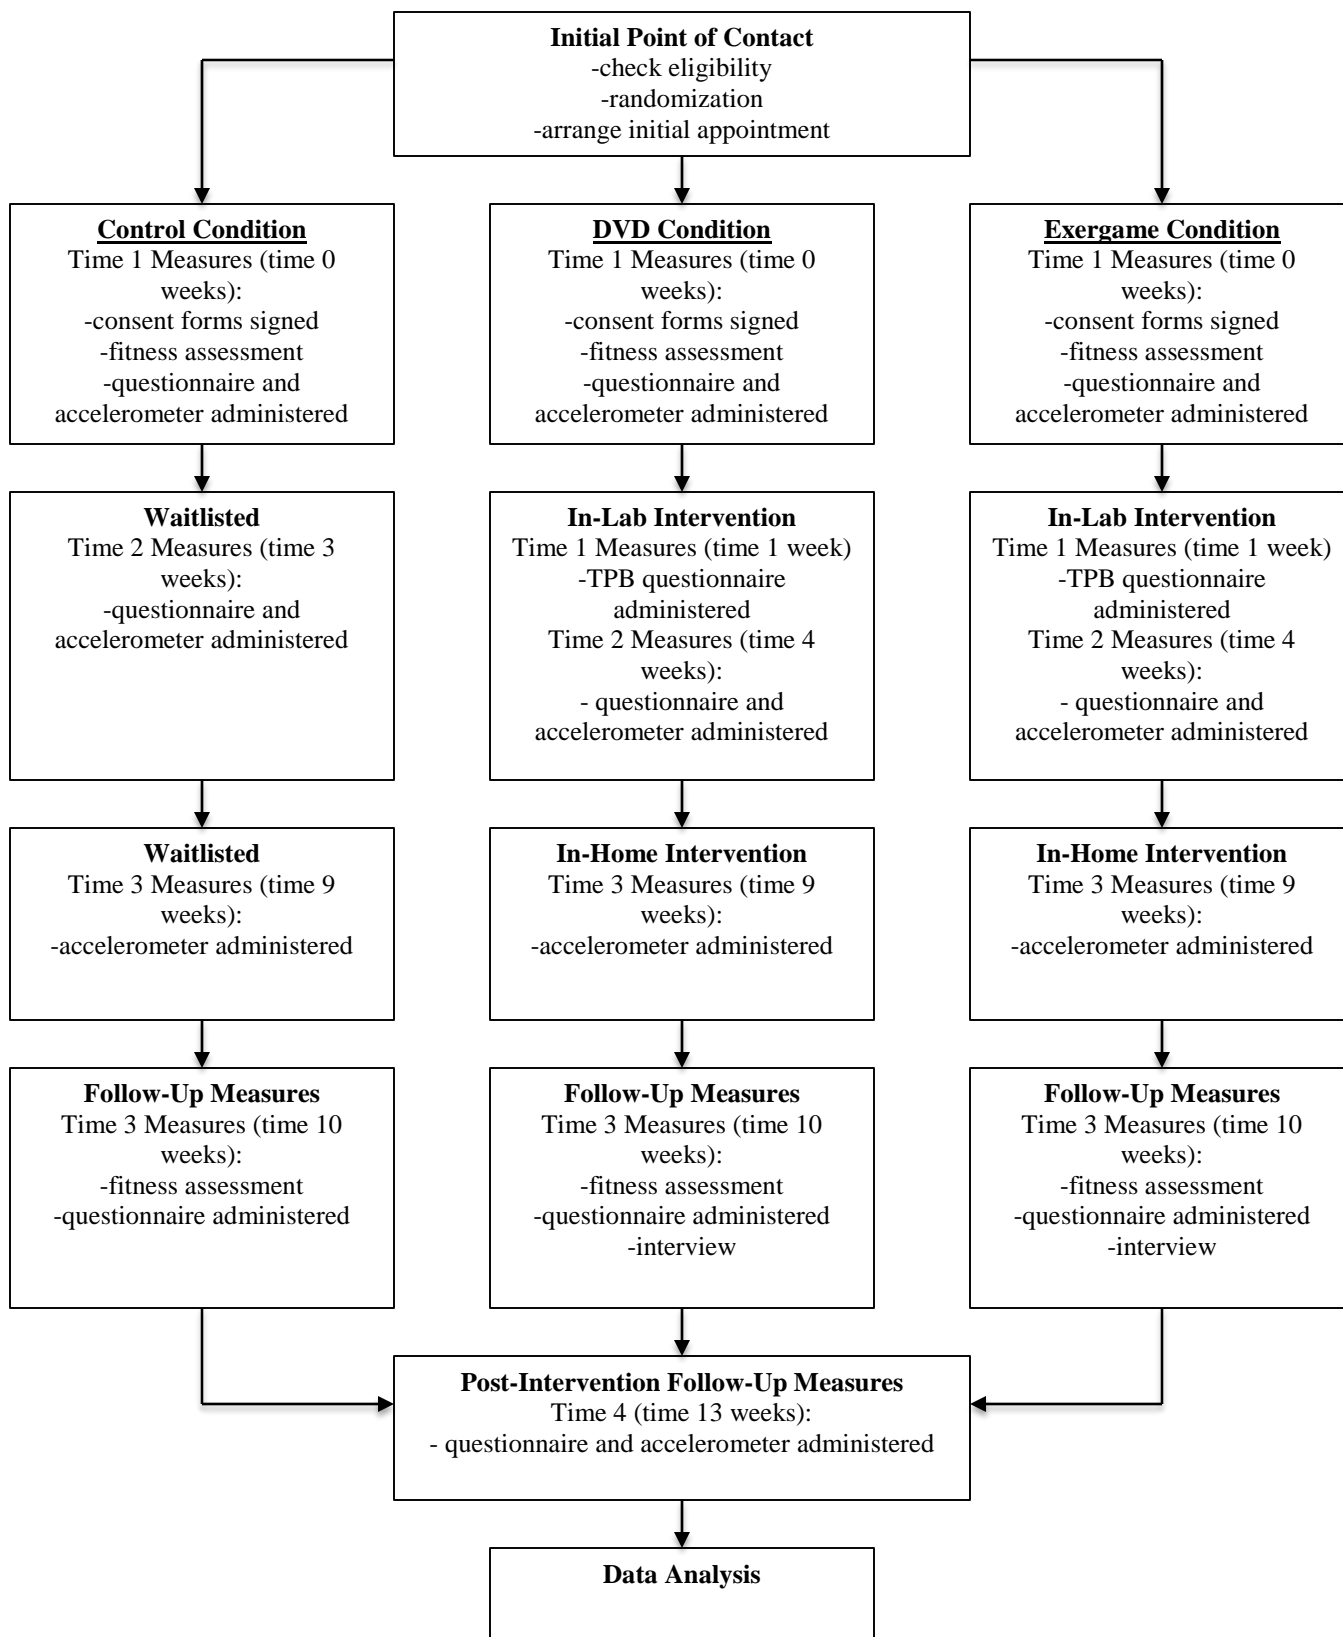 Initial Point of Contact
-check eligibility
-randomization
-arrange initial appointment
Control Condition
Time 1 Measures (time 0
weeks):
-consent forms signed
-fitness assessment
-questionnaire and
accelerometer administered
DVD Condition
Time 1 Measures (time 0
weeks):
-consent forms signed
-fitness assessment
-questionnaire and
accelerometer administered
Exergame Condition
Time 1 Measures (time 0
weeks):
-consent forms signed
-fitness assessment
-questionnaire and
accelerometer administered
Waitlisted
Time 2 Measures (time 3
weeks):
-questionnaire and
accelerometer administered
In-Lab Intervention
Time 1 Measures (time 1 week)
-TPB questionnaire
administered
Time 2 Measures (time 4
weeks):
- questionnaire and
accelerometer administered
In-Lab Intervention
Time 1 Measures (time 1 week)
-TPB questionnaire
administered
Time 2 Measures (time 4
weeks):
- questionnaire and
accelerometer administered
Waitlisted
Time 3 Measures (time 9
weeks):
-accelerometer administered
In-Home Intervention
Time 3 Measures (time 9
weeks):
-accelerometer administered
In-Home Intervention
Time 3 Measures (time 9
weeks):
-accelerometer administered
Follow-Up Measures
Time 3 Measures (time 10
weeks):
-fitness assessment
-questionnaire administered
Follow-Up Measures
Time 3 Measures (time 10
weeks):
-fitness assessment
-questionnaire administered
-interview
Follow-Up Measures
Time 3 Measures (time 10
weeks):
-fitness assessment
-questionnaire administered
-interview
Post-Intervention Follow-Up Measures
Time 4 (time 13 weeks):
- questionnaire and accelerometer administered
Data Analysis